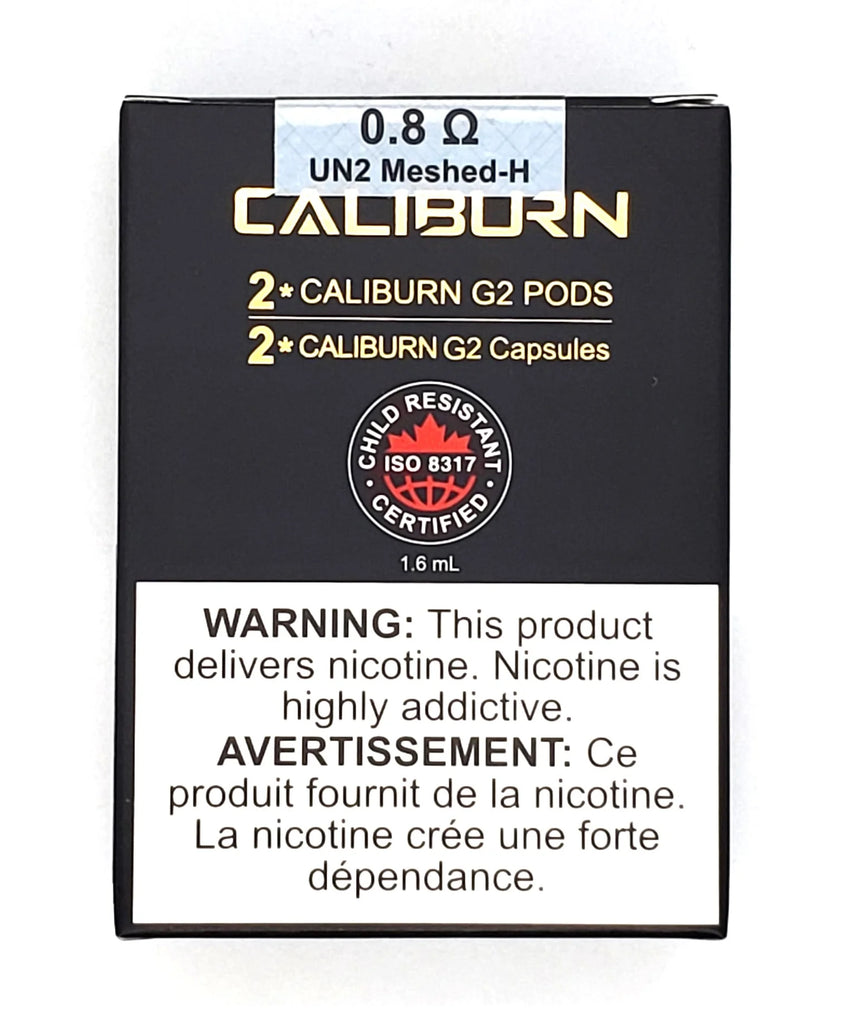 0.8 Ω
UN2 Meshed-H
CALIBURN
2*CALIBURN G2 PODS
2*CALIBURN G2 Capsules
CHILD RESISTANT
ISO 8317
• CERTIFIED •
1.6 mL
WARNING: This product
delivers nicotine. Nicotine is
highly addictive.
AVERTISSEMENT: Ce
produit fournit de la nicotine.
La nicotine crée une forte
dépendance.